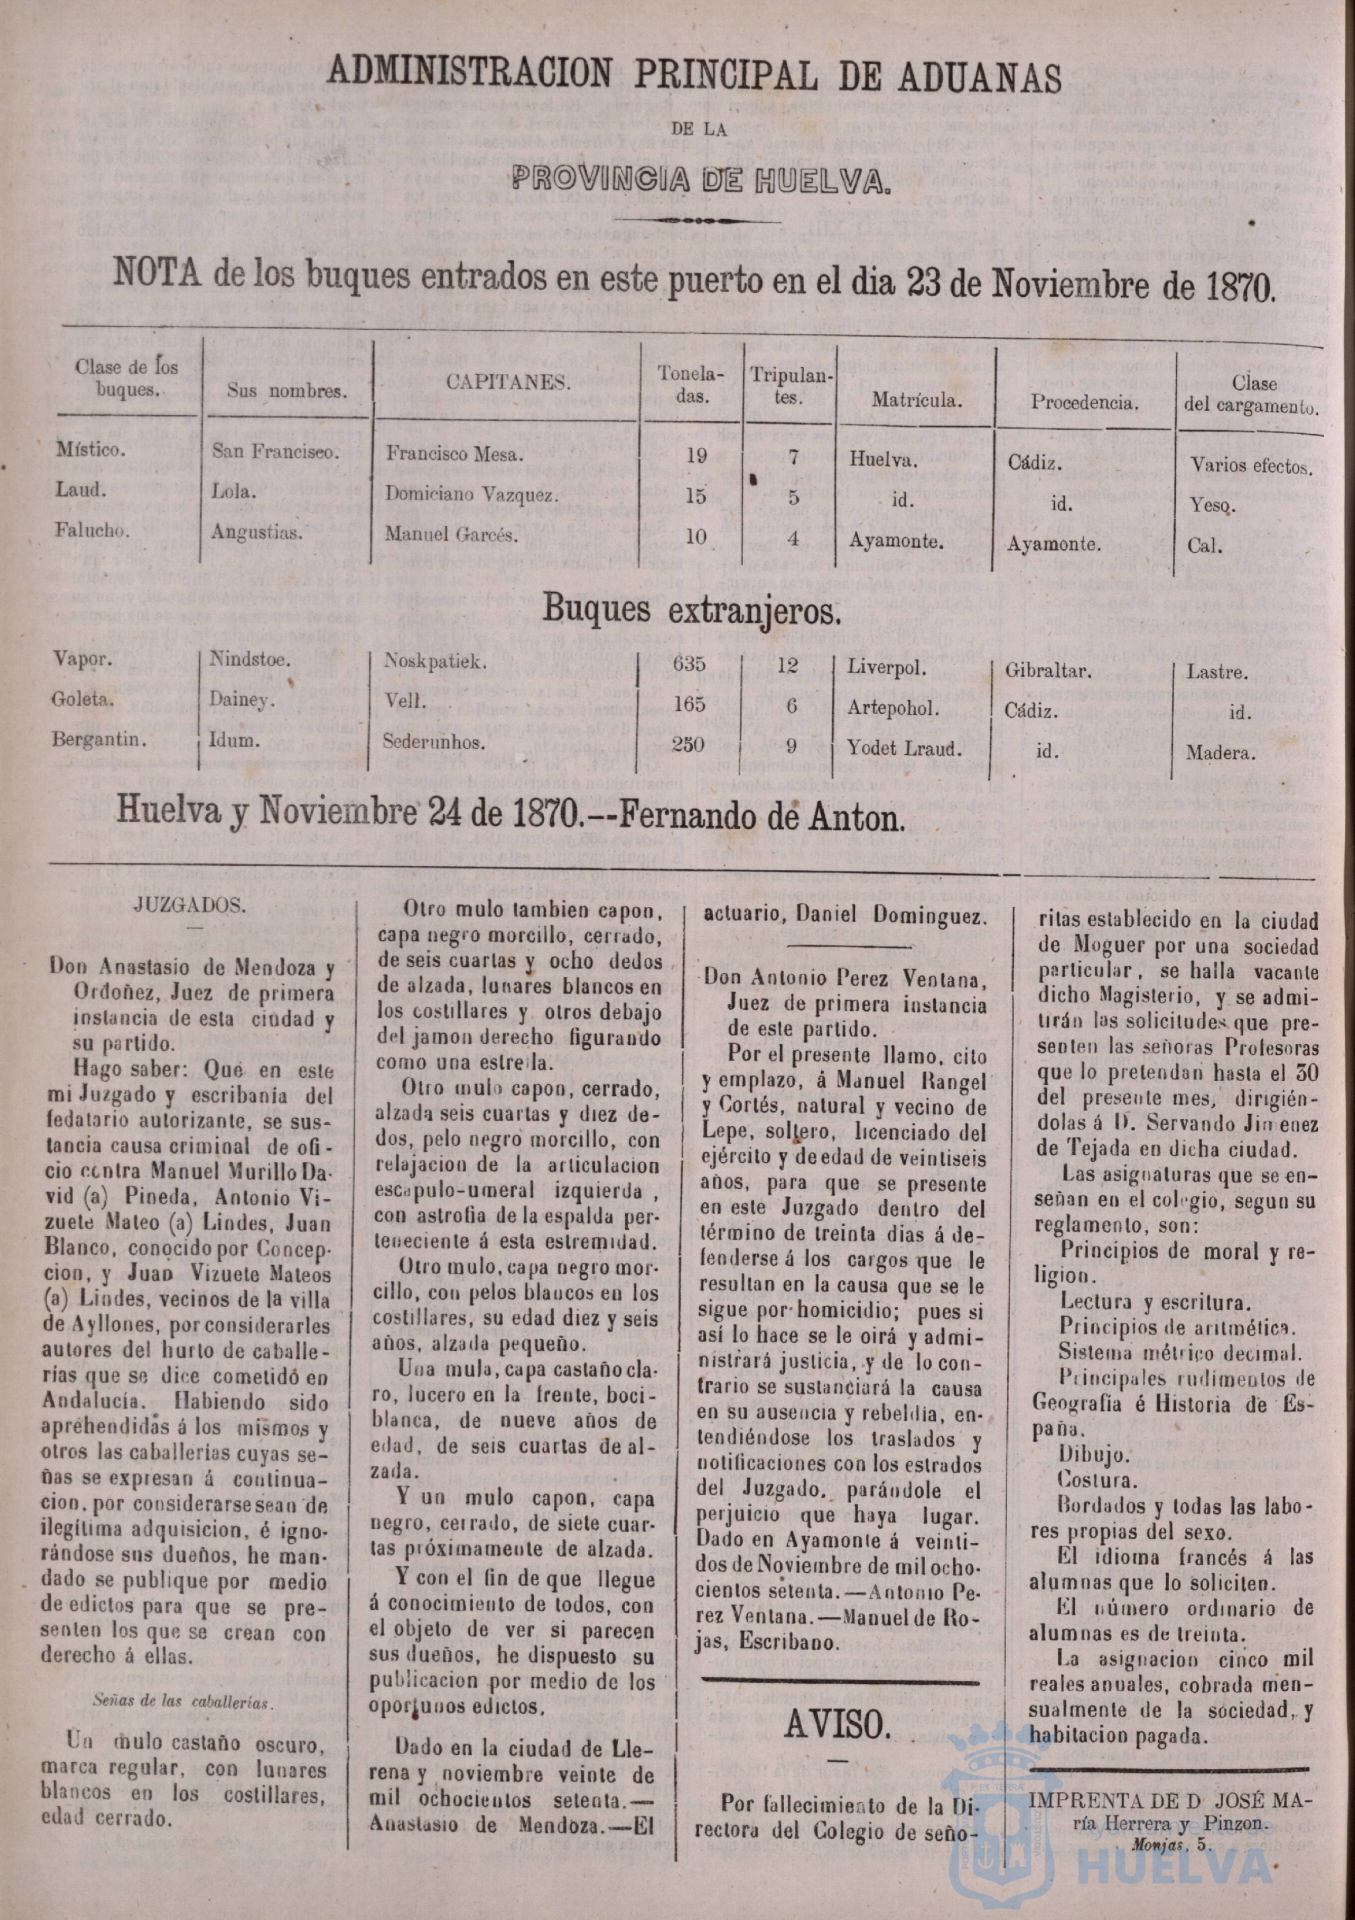 ADMINISTRACION PRINCIPAL DE ADUANAS
DE LA
PROVINCIA DE HUELVA.
NOTA de los buques entrados en este puerto en el dia 23 de Noviembre de 1870.
Clase de los buques. Sus nombres. CAPITANES. Tonela-das. Tripulan-tes. Matrícula. Procedencia. Clase del cargamento.
Místico. San Francisco. Francisco Mesa. 19 7 Huelva. Cádiz. Varios efectos.
Laud. Lola. Domiciano Vazquez. 15 5 id. id. Yeso.
Falucho. Angustias. Manuel Garcés. 10 4 Ayamonte. Ayamonte. Cal.
Buques extranjeros.
Vapor. Nindstoe. Noskpatiek. 635 12 Liverpol. Gibraltar. Lastre.
Goleta. Dainey. Vell. 165 6 Artepohol. Cádiz. id.
Bergantin. Idum. Sederunhos. 250 9 Yodet Lraud. id. Madera.
Huelva y Noviembre 24 de 1870.--Fernando de Anton.
JUZGADOS.
Don Anastasio de Mendoza y
Ordoñez, Juez de primera
instancia de esta ciudad y
su partido.
Hago saber: Que en este
mi Juzgado y escribanía del
fedatario autorizante, se sus-
tancia causa criminal de ofi-
cio contra Manuel Murillo Da-
vid (a) Pineda, Antonio Vi-
zuete Mateo (a) Lindes, Juan
Blanco, conocido por Concep-
cion, y Juan Vizuete Mateos
(a) Lindes, vecinos de la villa
de Ayllones, por considerarles
autores del hurto de caballe-
rías que se dice cometido en
Andalucía. Habiendo sido
aprehendidas á los mismos y
otros las caballerías cuyas se-
ñas se expresan á continua-
cion, por considerarse sean de
ilegítima adquisicion, é igno-
rándose sus dueños, he man-
dado se publique por medio
de edictos para que se pre-
senten los que se crean con
derecho á ellas.
Señas de las caballerías.
Un mulo castaño oscuro,
marca regular, con lunares
blancos en los costillares,
edad cerrado.
Otro mulo tambien capon,
capa negro morcillo, cerrado,
de seis cuartas y ocho dedos
de alzada, lunares blancos en
los costillares y otros debajo
del jamon derecho figurando
como una estrella.
Otro mulo capon, cerrado,
alzada seis cuartas y diez de-
dos, pelo negro morcillo, con
relajacion de la articulacion
escapulo-umeral izquierda,
con astrofia de la espalda per-
teneciente á esta estremidad.
Otro mulo, capa negro mor-
cillo, con pelos blancos en los
costillares, su edad diez y seis
años, alzada pequeño.
Una mula, capa castaño cla-
ro, lucero en la frente, boci-
blanca, de nueve años de
edad, de seis cuartas de al-
zada.
Y un mulo capon, capa
negro, cerrado, de siete cuar-
tas próximamente de alzada.
Y con el fin de que llegue
á conocimiento de todos, con
el objeto de ver si parecen
sus dueños, he dispuesto su
publicacion por medio de los
oportunos edictos.
Dado en la ciudad de Lle-
rena y noviembre veinte de
mil ochocientos setenta.—
Anastasio de Mendoza.—El
actuario, Daniel Dominguez.
Don Antonio Perez Ventana,
Juez de primera instancia
de este partido.
Por el presente llamo, cito
y emplazo, á Manuel Rangel
y Cortés, natural y vecino de
Lepe, soltero, licenciado del
ejército y de edad de veintiseis
años, para que se presente
en este Juzgado dentro del
término de treinta dias á de-
fenderse á los cargos que le
resultan en la causa que se le
sigue por homicidio; pues si
así lo hace se le oirá y admi-
nistrará justicia, y de lo con-
trario se sustanciará la causa
en su ausencia y rebeldia, en-
tendiéndose los traslados y
notificaciones con los estrados
del Juzgado, parándole el
perjuicio que haya lugar.
Dado en Ayamonte á veinti-
dos de Noviembre de mil ocho-
cientos setenta.—Antonio Pe-
rez Ventana.—Manuel de Ro-
jas, Escribano.
AVISO.
Por fallecimiento de la Di-
rectora del Colegio de seño-
ritas establecido en la ciudad
de Moguer por una sociedad
particular, se halla vacante
dicho Magisterio, y se admi-
tirán las solicitudes que pre-
senten las señoras Profesoras
que lo pretendan hasta el 30
del presente mes, dirigién-
dolas á D. Servando Jimenez
de Tejada en dicha ciudad.
Las asignaturas que se en-
señan en el colegio, segun su
reglamento, son:
Principios de moral y re-
ligion.
Lectura y escritura.
Principios de aritmética.
Sistema métrico decimal.
Principales rudimentos de
Geografia é Historia de Es-
paña.
Dibujo.
Costura.
Bordados y todas las labo-
res propias del sexo.
El idioma francés á las
alumnas que lo soliciten.
El número ordinario de
alumnas es de treinta.
La asignacion cinco mil
reales anuales, cobrada men-
sualmente de la sociedad, y
habitacion pagada.
IMPRENTA DE D JOSÉ MA-
ría Herrera y Pinzon.
Monjas, 5.
HUELVA